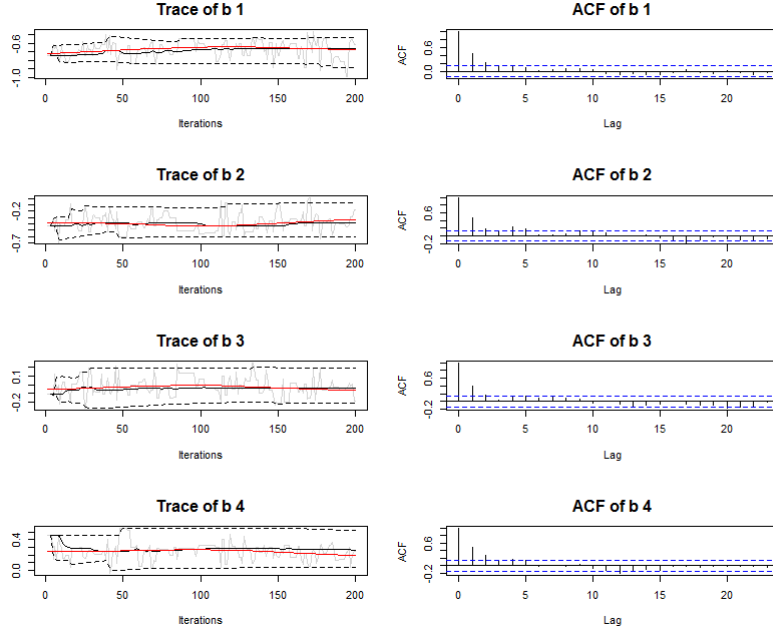 Trace of b 1
ACF of b 1
-0.6
-1.0
0 50 100 150 200
Iterations
ACF
0.6
0.0
0 5 10 15 20
Lag
Trace of b 2
ACF of b 2
-0.2
-0.7
0 50 100 150 200
Iterations
ACF
0.6
-0.2
0 5 10 15 20
Lag
Trace of b 3
ACF of b 3
0.1
-0.2
0 50 100 150 200
Iterations
ACF
0.6
-0.2
0 5 10 15 20
Lag
Trace of b 4
ACF of b 4
0.4
0.0
0 50 100 150 200
Iterations
ACF
0.6
-0.2
0 5 10 15 20
Lag